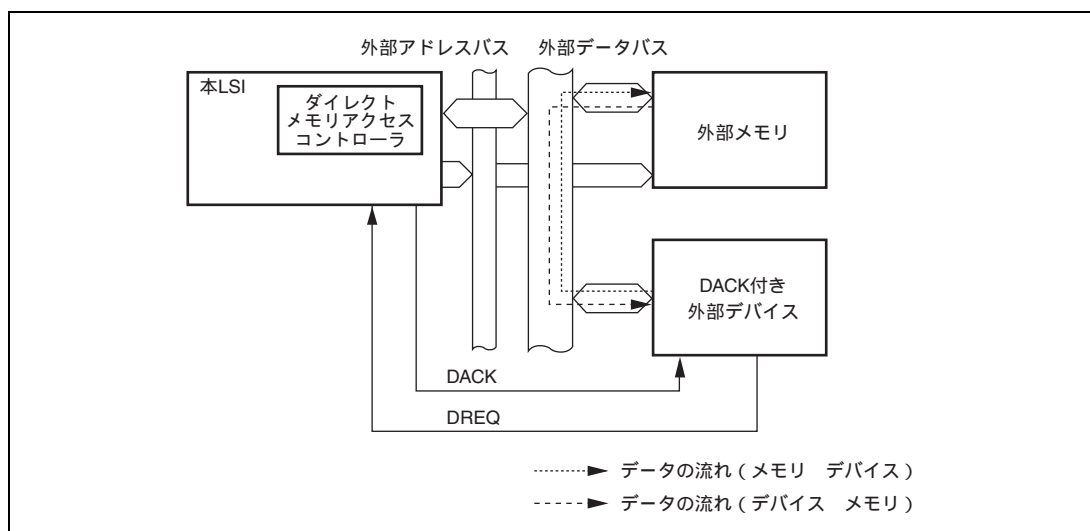 外部アドレスバス
外部データバス
本LSI
ダイレクト
メモリアクセス
コントローラ
外部メモリ
DACK付き
外部デバイス
DACK
DREQ
データの流れ（メモリ　デバイス）
データの流れ（デバイス　メモリ）